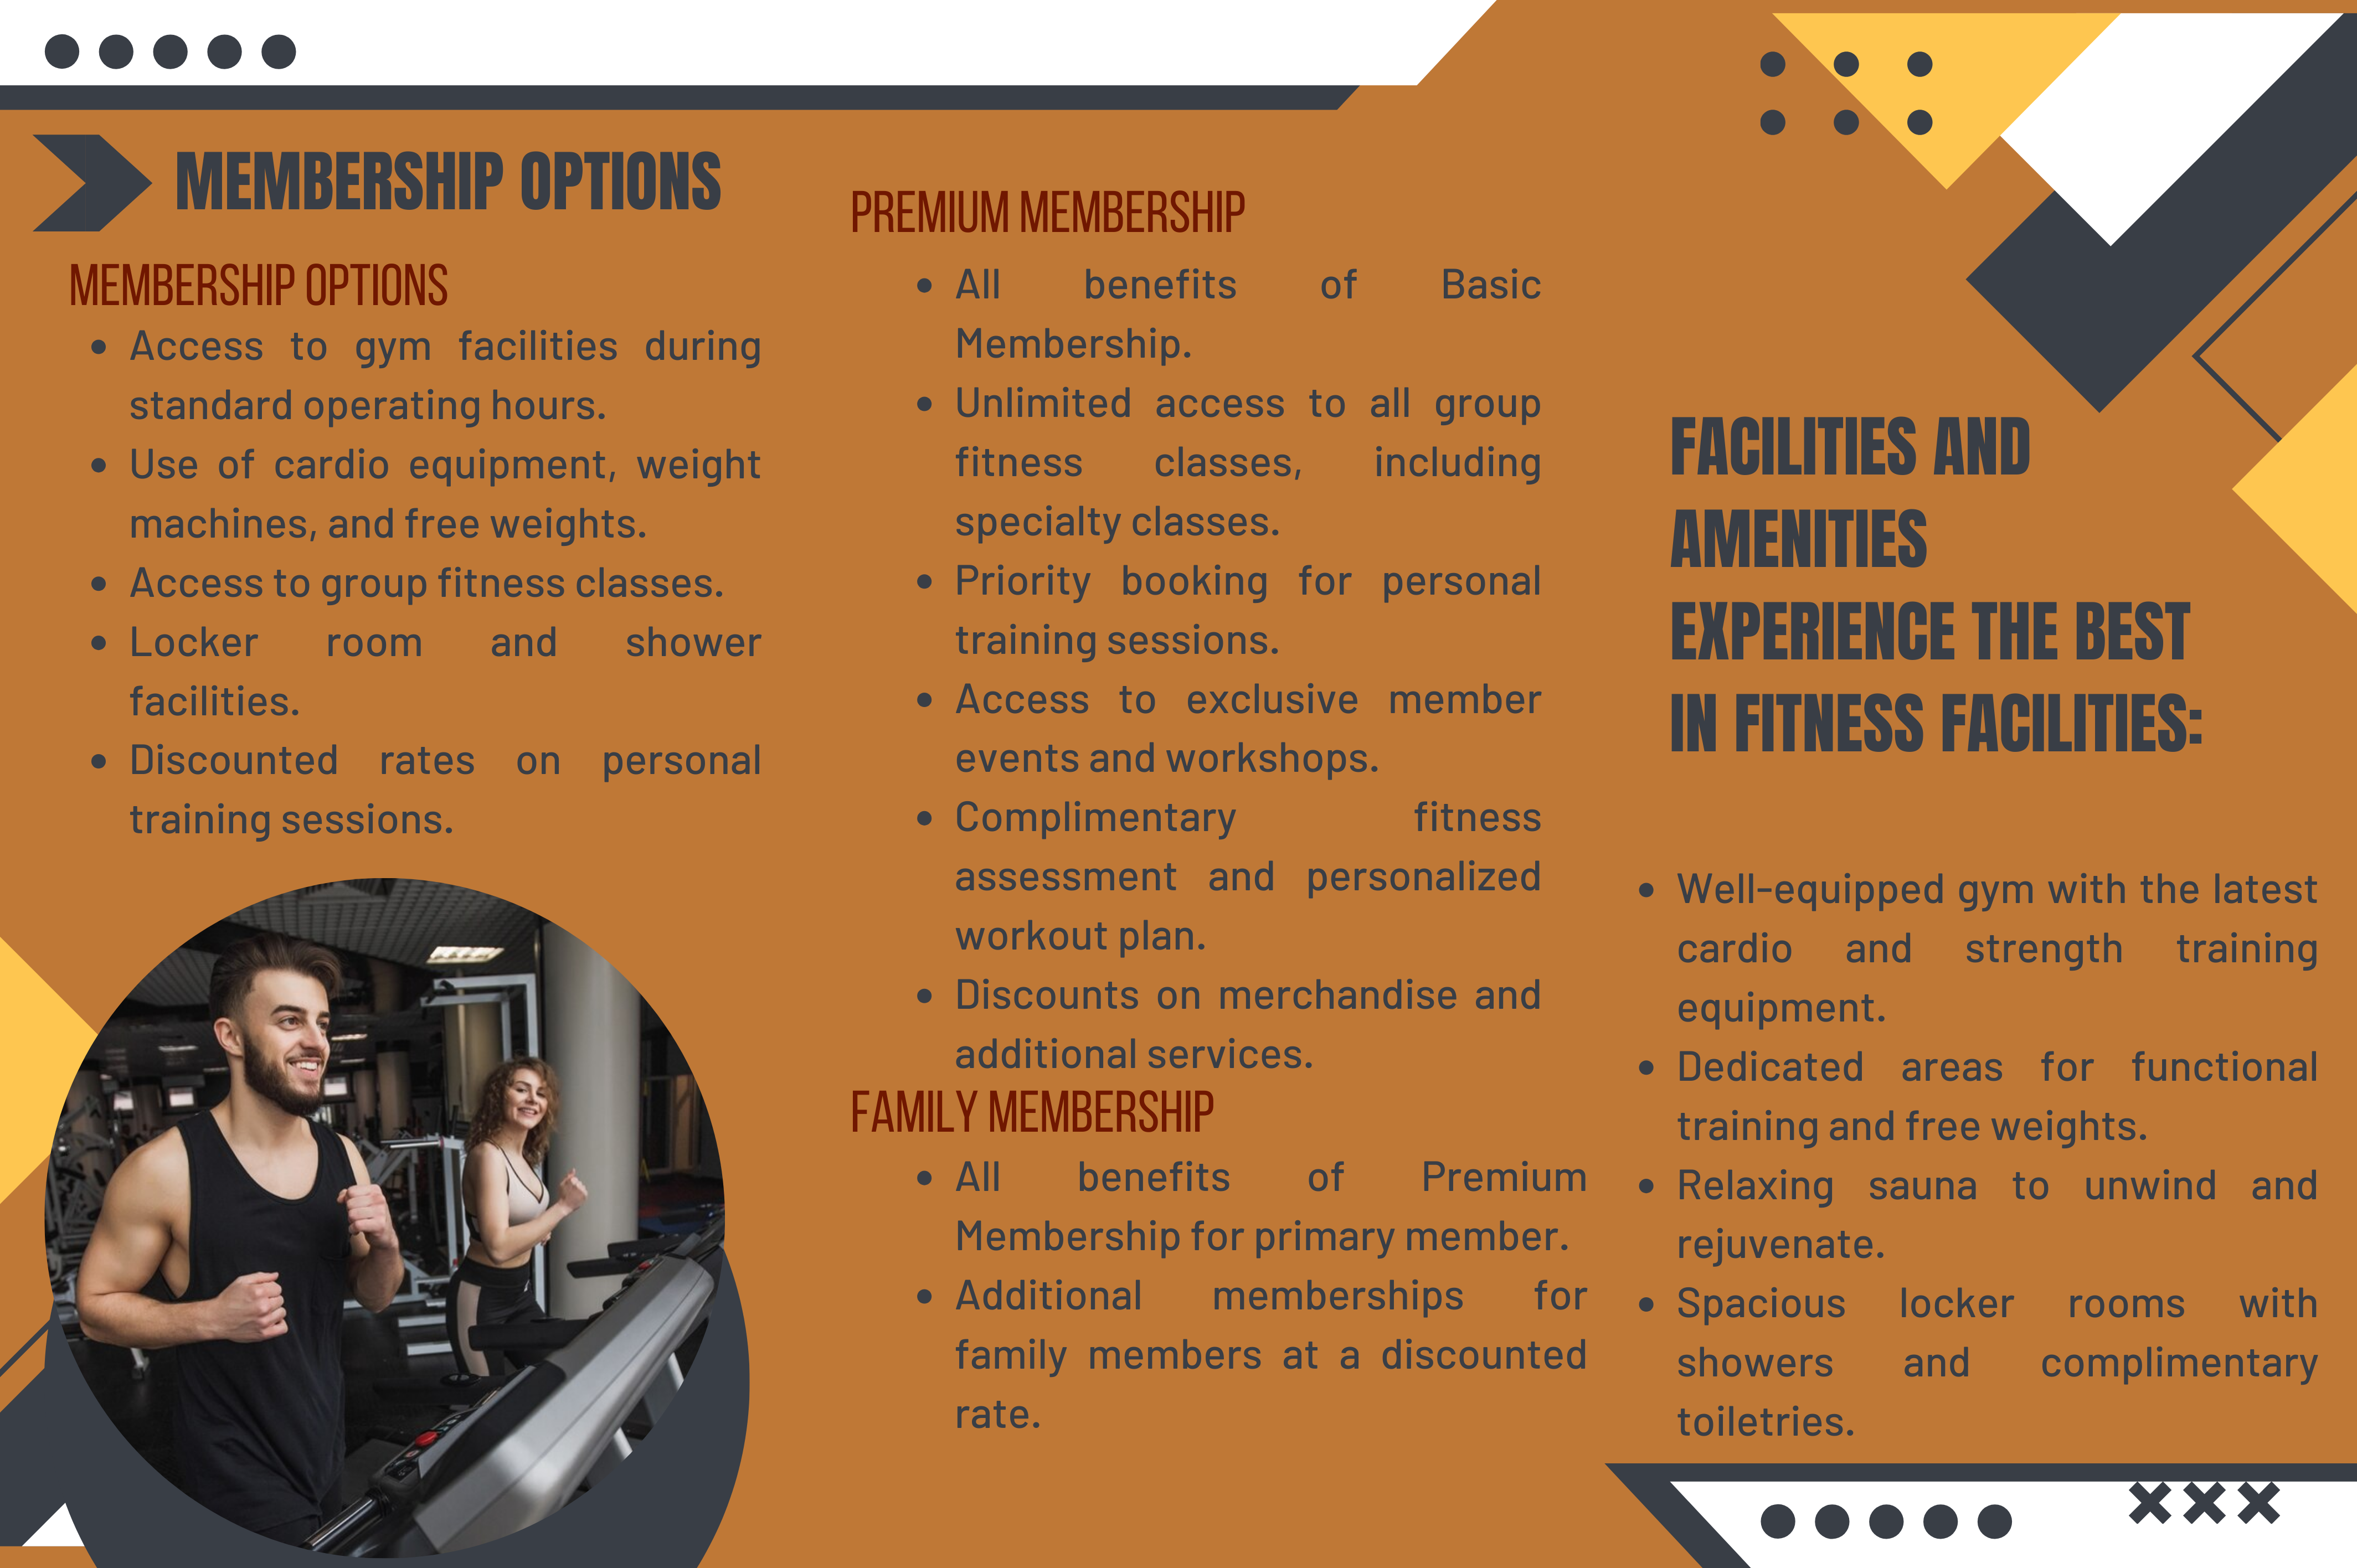 MEMBERSHIP OPTIONS
MEMBERSHIP OPTIONS
• Access to gym facilities during
standard operating hours.
• Use of cardio equipment, weight
machines, and free weights.
• Access to group fitness classes.
• Locker room and shower
facilities.
• Discounted rates on personal
training sessions.
PREMIUM MEMBERSHIP
• All benefits of Basic
Membership.
• Unlimited access to all group
fitness classes, including
specialty classes.
• Priority booking for personal
training sessions.
• Access to exclusive member
events and workshops.
• Complimentary fitness
assessment and personalized
workout plan.
• Discounts on merchandise and
additional services.
FAMILY MEMBERSHIP
• All benefits of Premium
Membership for primary member.
• Additional memberships for
family members at a discounted
rate.
FACILITIES AND
AMENITIES
EXPERIENCE THE BEST
IN FITNESS FACILITIES:
• Well-equipped gym with the latest
cardio and strength training
equipment.
• Dedicated areas for functional
training and free weights.
• Relaxing sauna to unwind and
rejuvenate.
• Spacious locker rooms with
showers and complimentary
toiletries.